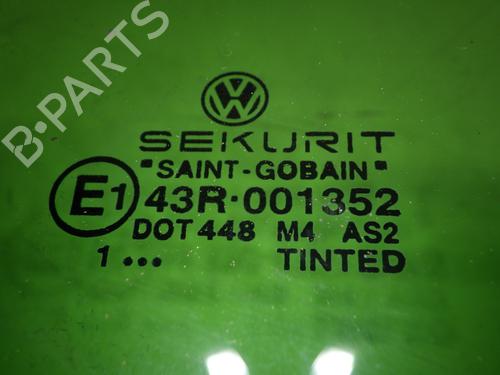 B-PARTS
VW
SEKURIT
"SAINT-GOBAIN"
E1 43R-001352
DOT 448 M4 AS2
1 ... TINTED